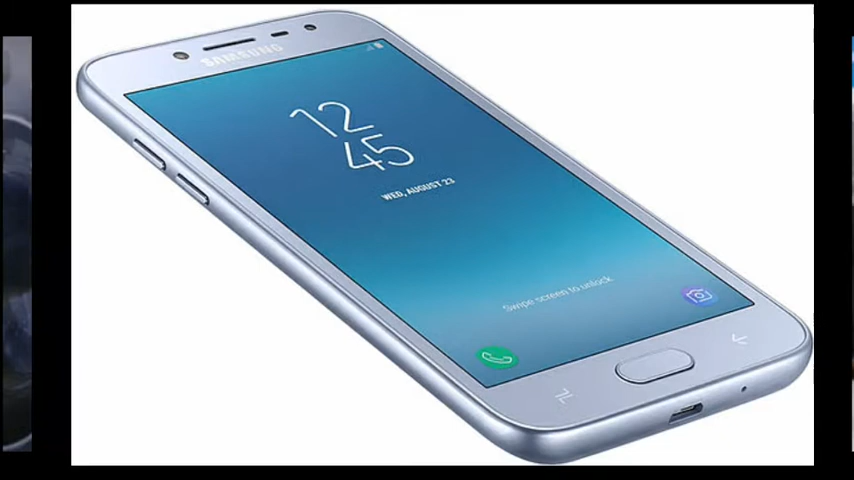 SAMSUNG
12
45
WED, AUGUST 23
Swipe screen to unlock